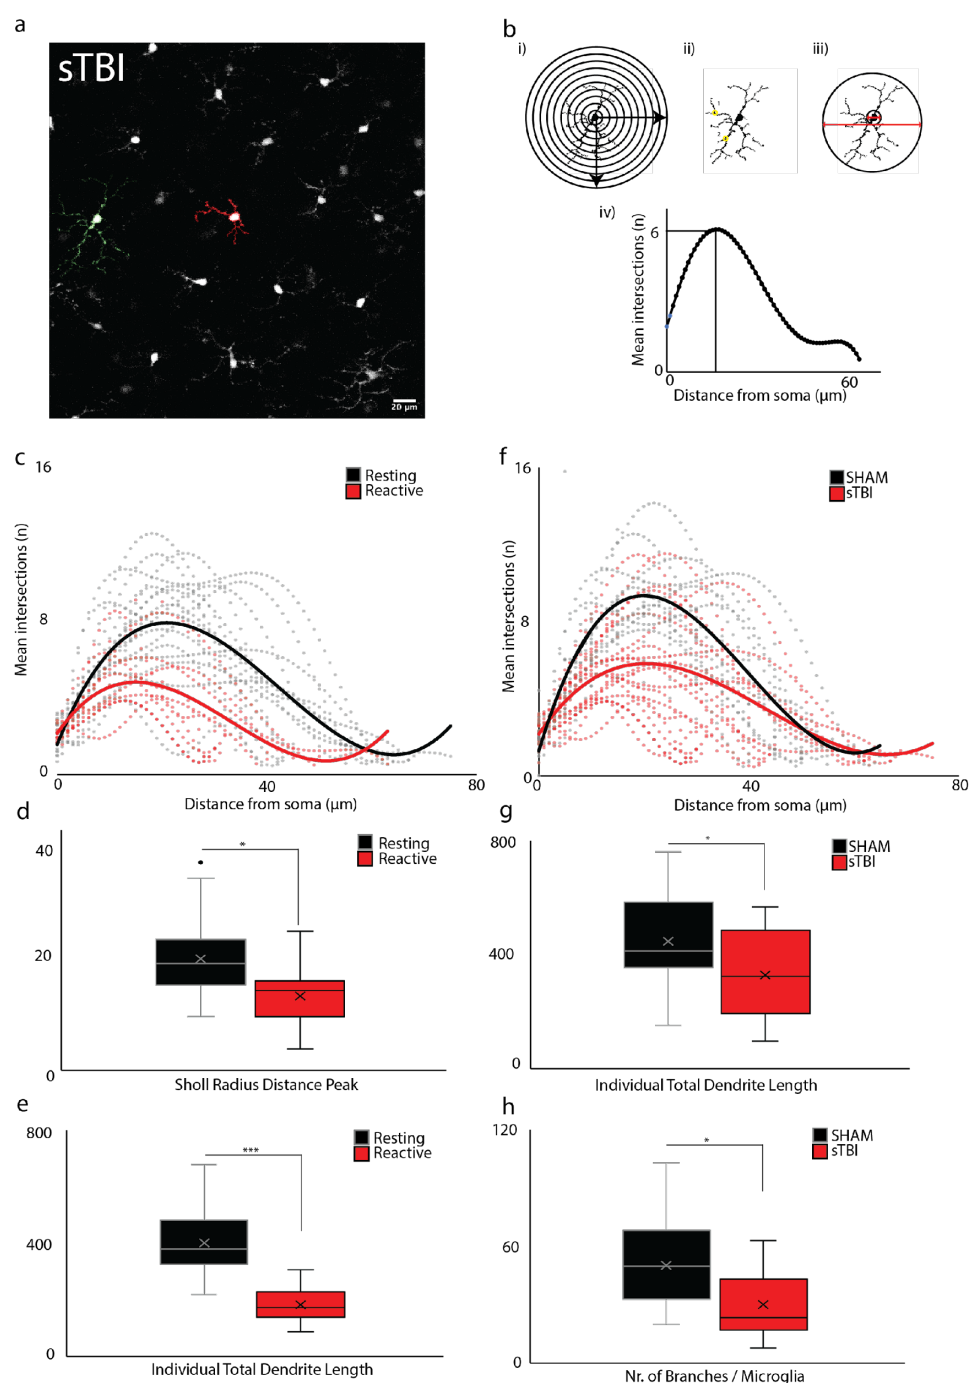 a
sTBI
20 µm
b
i)
ii)
iii)
iv)
Mean intersections (n)
6
0
0
60
Distance from soma (µm)
c
16
Resting
Reactive
Mean intersections (n)
8
0
0
40
80
Distance from soma (µm)
f
16
SHAM
sTBI
Mean intersections (n)
8
0
0
40
80
Distance from soma (µm)
d
40
Resting
Reactive
*
20
0
Sholl Radius Distance Peak
g
800
SHAM
sTBI
*
400
0
Individual Total Dendrite Length
e
800
Resting
Reactive
***
400
0
Individual Total Dendrite Length
h
120
SHAM
sTBI
*
60
0
Nr. of Branches / Microglia